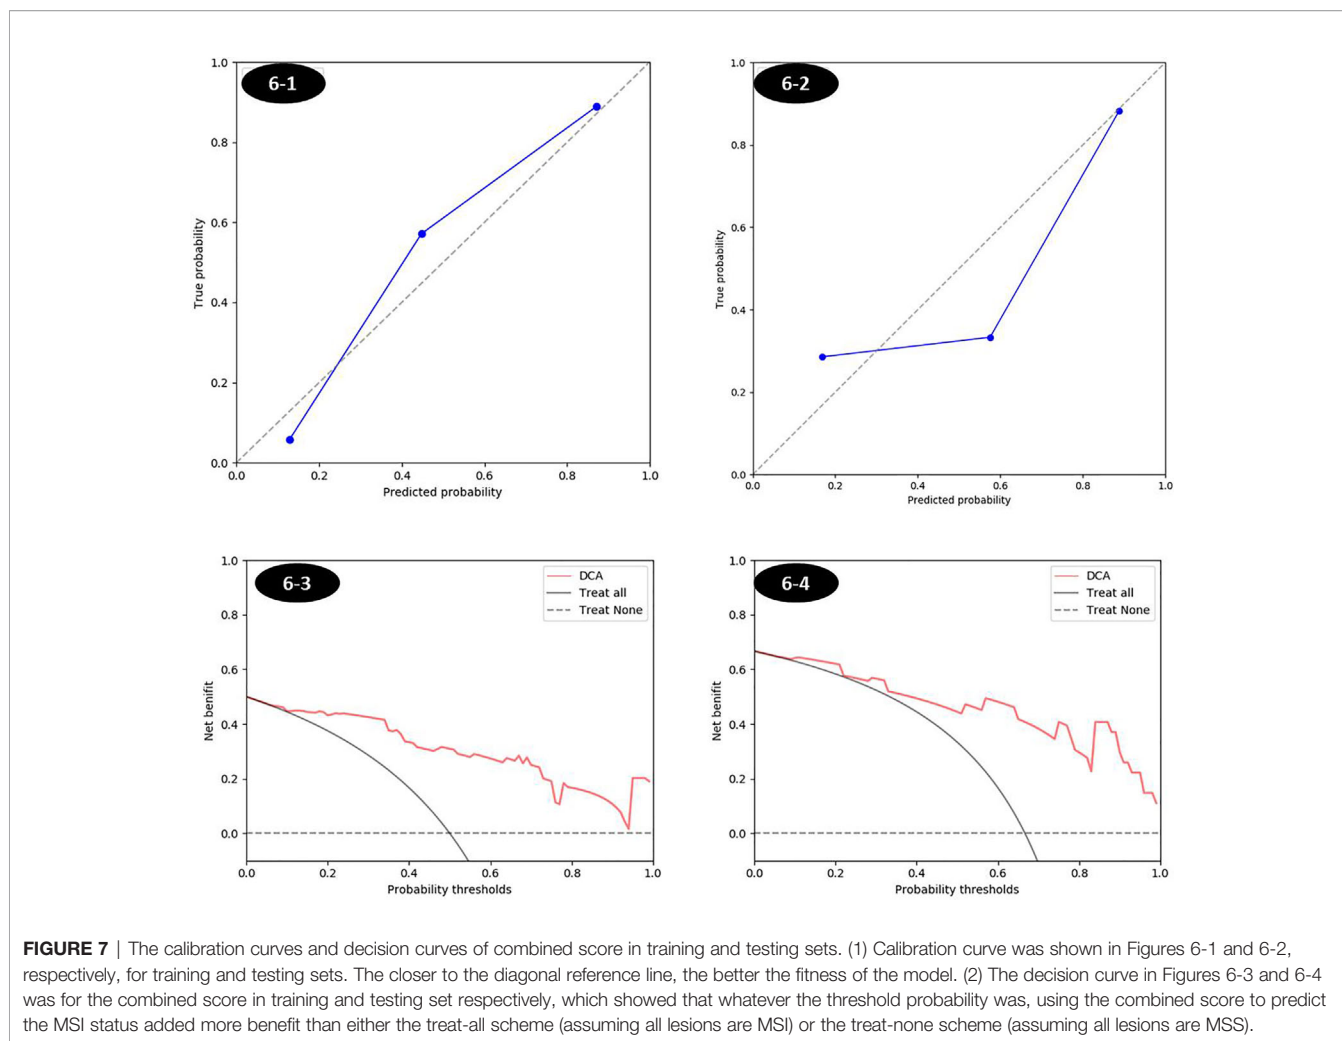 6-1
1.0
0.8
0.6
0.4
0.2
0.0
True probability
0.0 0.2 0.4 0.6 0.8 1.0
Predicted probability
6-2
1.0
0.8
0.6
0.4
0.2
0.0
True probability
0.0 0.2 0.4 0.6 0.8 1.0
Predicted probability
6-3
DCA
Treat all
Treat None
1.0
0.8
0.6
0.4
0.2
0.0
Net benifit
0.0 0.2 0.4 0.6 0.8 1.0
Probability thresholds
6-4
DCA
Treat all
Treat None
1.0
0.8
0.6
0.4
0.2
0.0
Net benifit
0.0 0.2 0.4 0.6 0.8 1.0
Probability thresholds
FIGURE 7 | The calibration curves and decision curves of combined score in training and testing sets. (1) Calibration curve was shown in Figures 6-1 and 6-2,
respectively, for training and testing sets. The closer to the diagonal reference line, the better the fitness of the model. (2) The decision curve in Figures 6-3 and 6-4
was for the combined score in training and testing set respectively, which showed that whatever the threshold probability was, using the combined score to predict
the MSI status added more benefit than either the treat-all scheme (assuming all lesions are MSI) or the treat-none scheme (assuming all lesions are MSS).